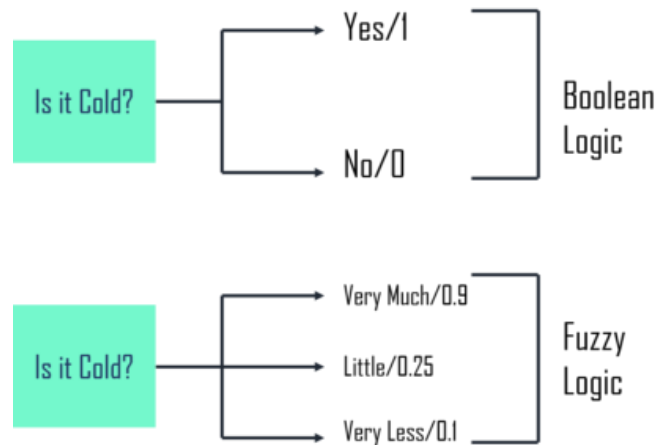 Is it Cold?
Yes/1
No/0
Boolean
Logic
Is it Cold?
Very Much/0.9
Little/0.25
Very Less/0.1
Fuzzy
Logic